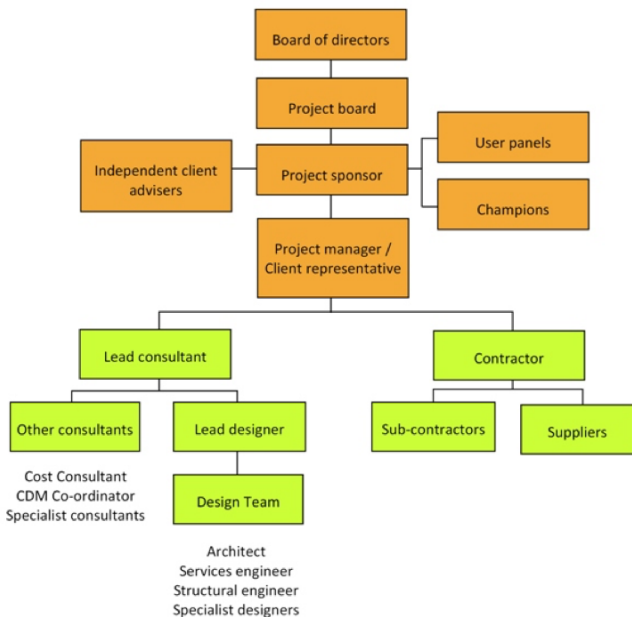 Board of directors
Project board
Independent client
advisers
Project sponsor
User panels
Champions
Project manager /
Client representative
Lead consultant
Contractor
Other consultants
Lead designer
Sub-contractors
Suppliers
Cost Consultant
CDM Co-ordinator
Specialist consultants
Design Team
Architect
Services engineer
Structural engineer
Specialist designers